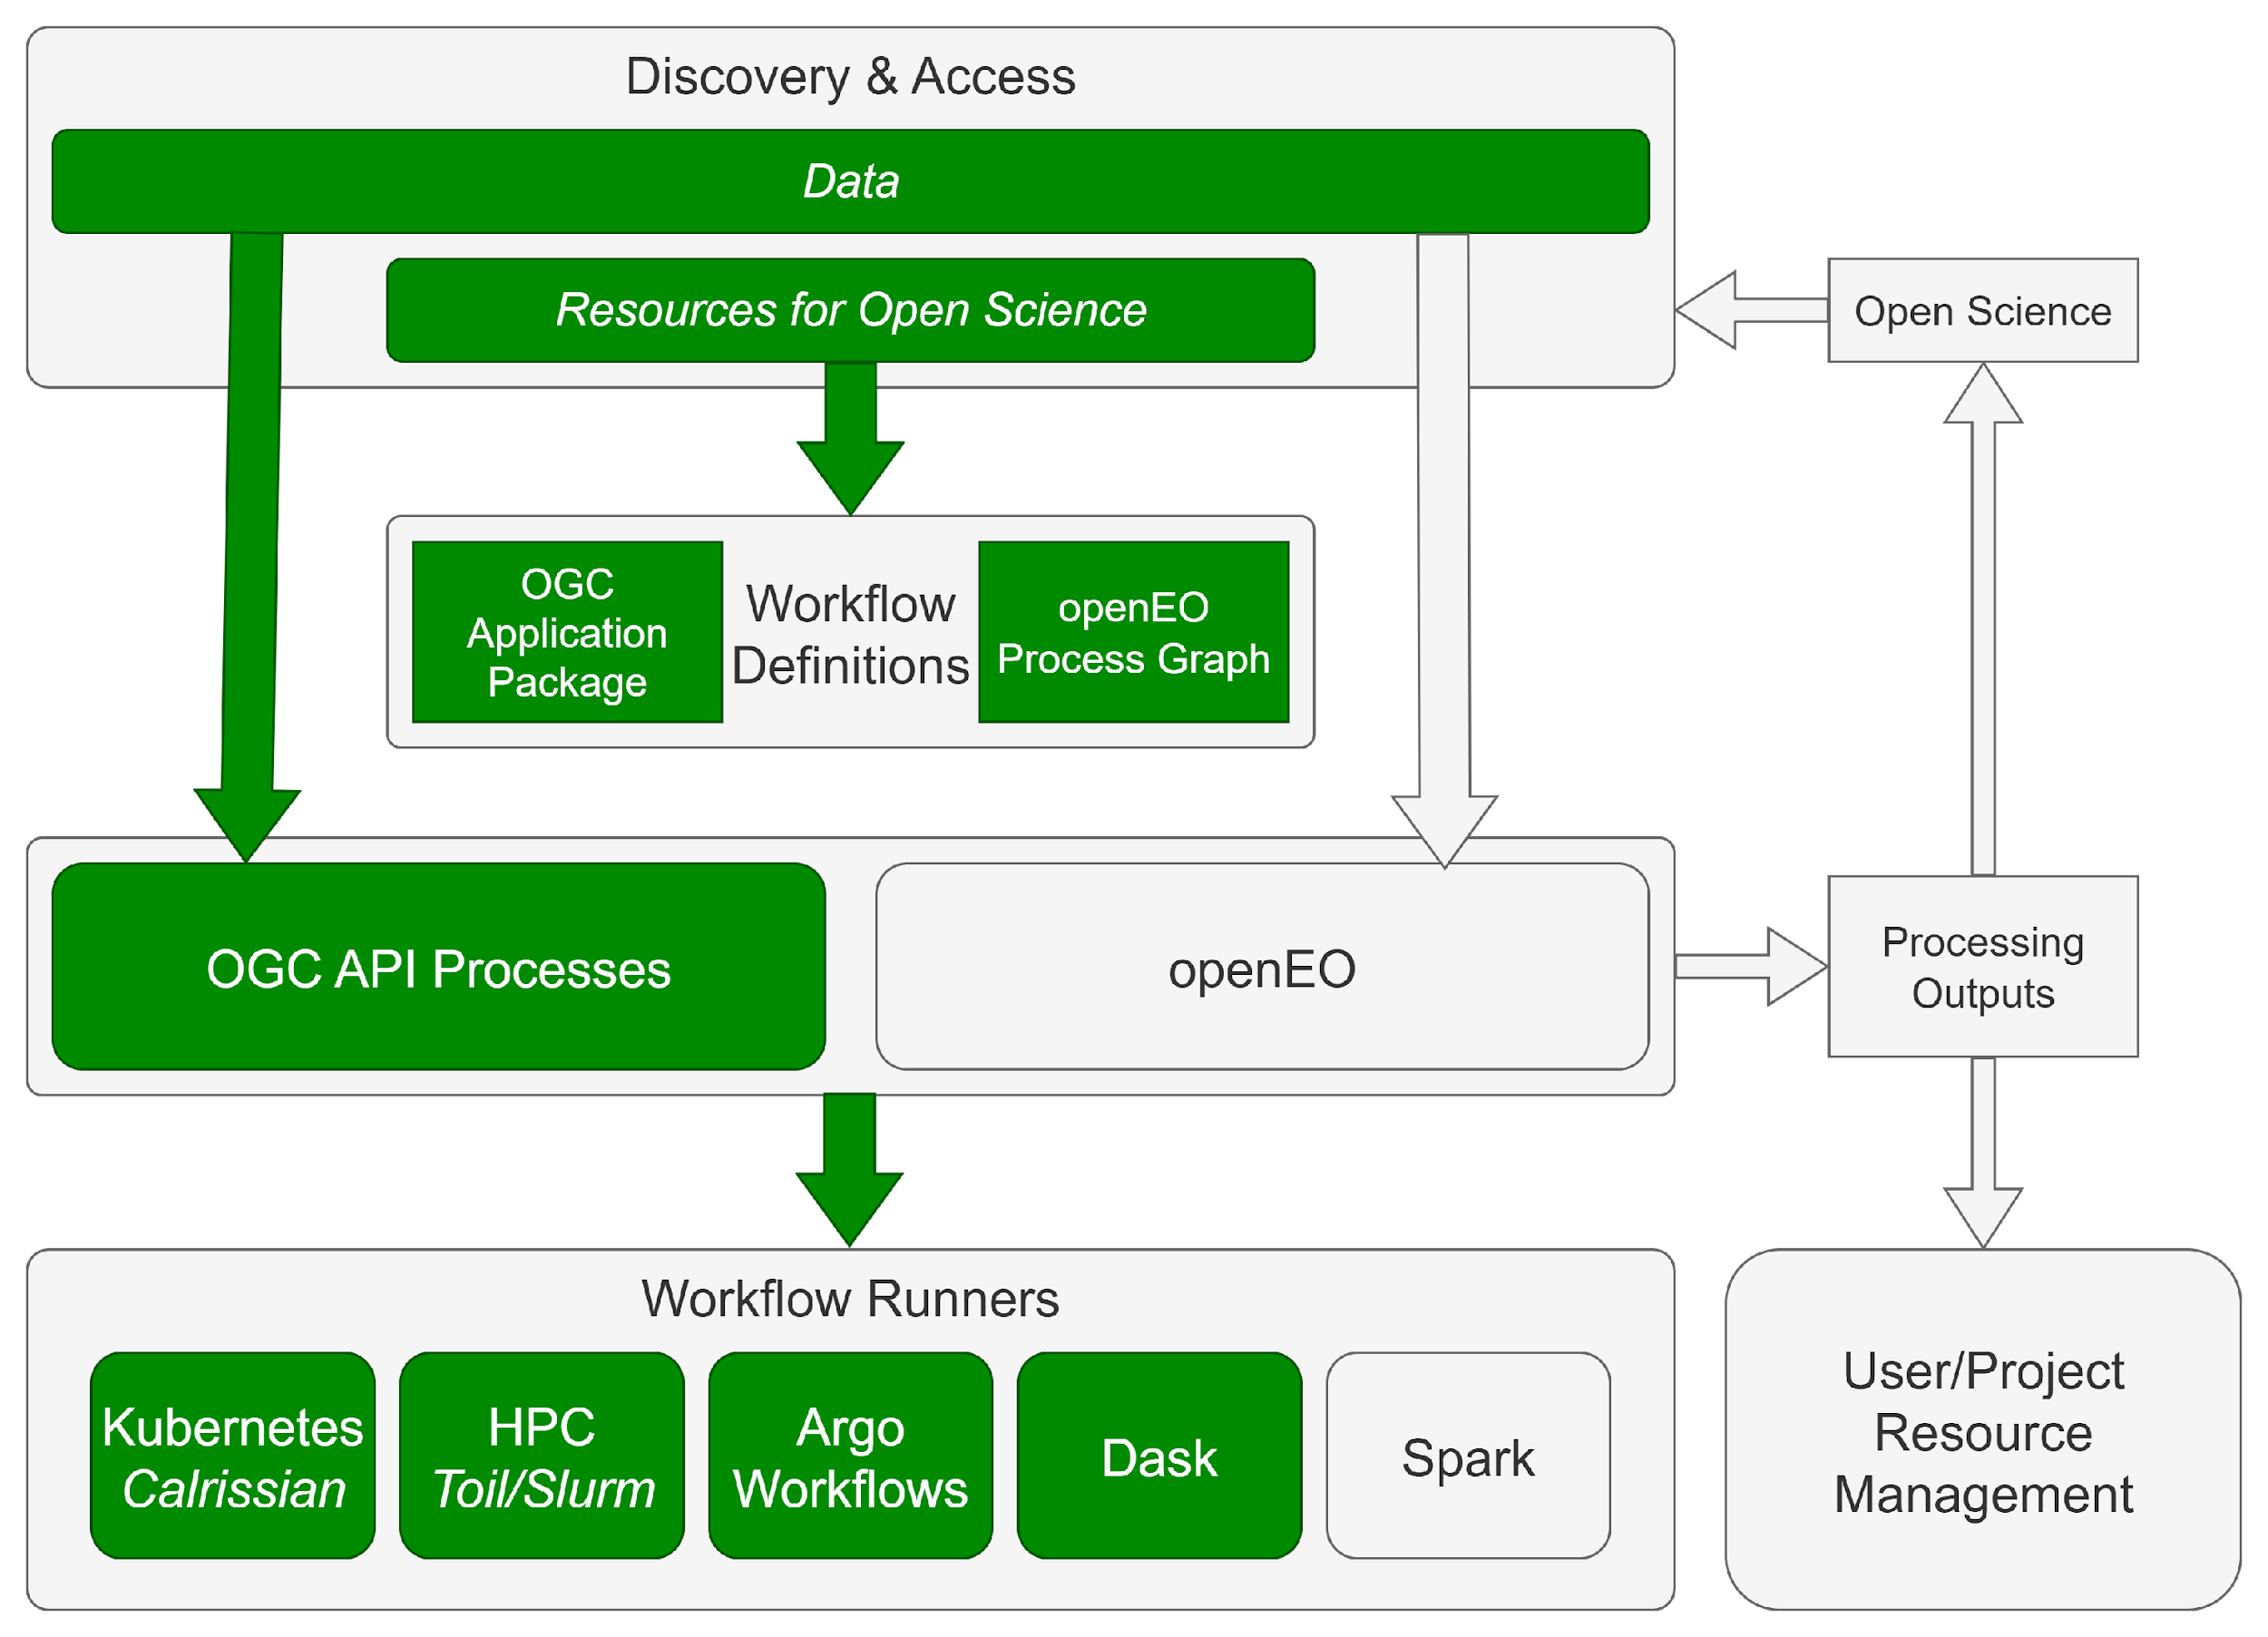 Discovery & Access
Data
Resources for Open Science
Open Science
OGC
Application
Package
Workflow
Definitions
openEO
Process Graph
OGC API Processes
openEO
Processing
Outputs
Workflow Runners
Kubernetes
Calrissian
HPC
Toil/Slurm
Argo
Workflows
Dask
Spark
User/Project
Resource
Management